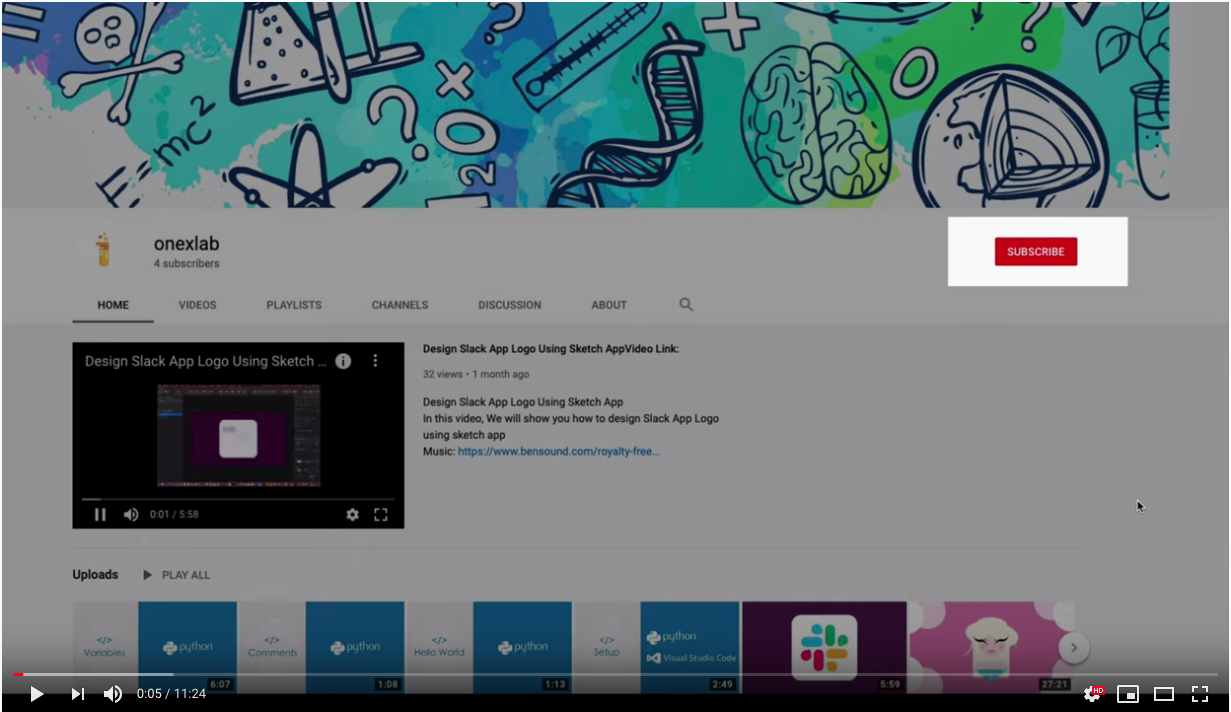 ?
?
mc²
?
E
120
2
onexlab
4 subscribers
SUBSCRIBE
HOME
VIDEOS
PLAYLISTS
CHANNELS
DISCUSSION
ABOUT
Design Slack App Logo Using Sketch ...
Design Slack App Logo Using Sketch AppVideo Link:
32 views • 1 month ago
Design Slack App Logo Using Sketch App
In this video, We will show you how to design Slack App Logo
using sketch app
Music: https://www.bensound.com/royalty-free...
0:01 / 5:58
Uploads
PLAY ALL
</>
Variables
python
6:07
</>
Comments
python
1:08
</>
Hello World
python
1:13
</>
Setup
python
Visual Studio Code
2:49
5:59
27:21
0:05 / 11:24
HD